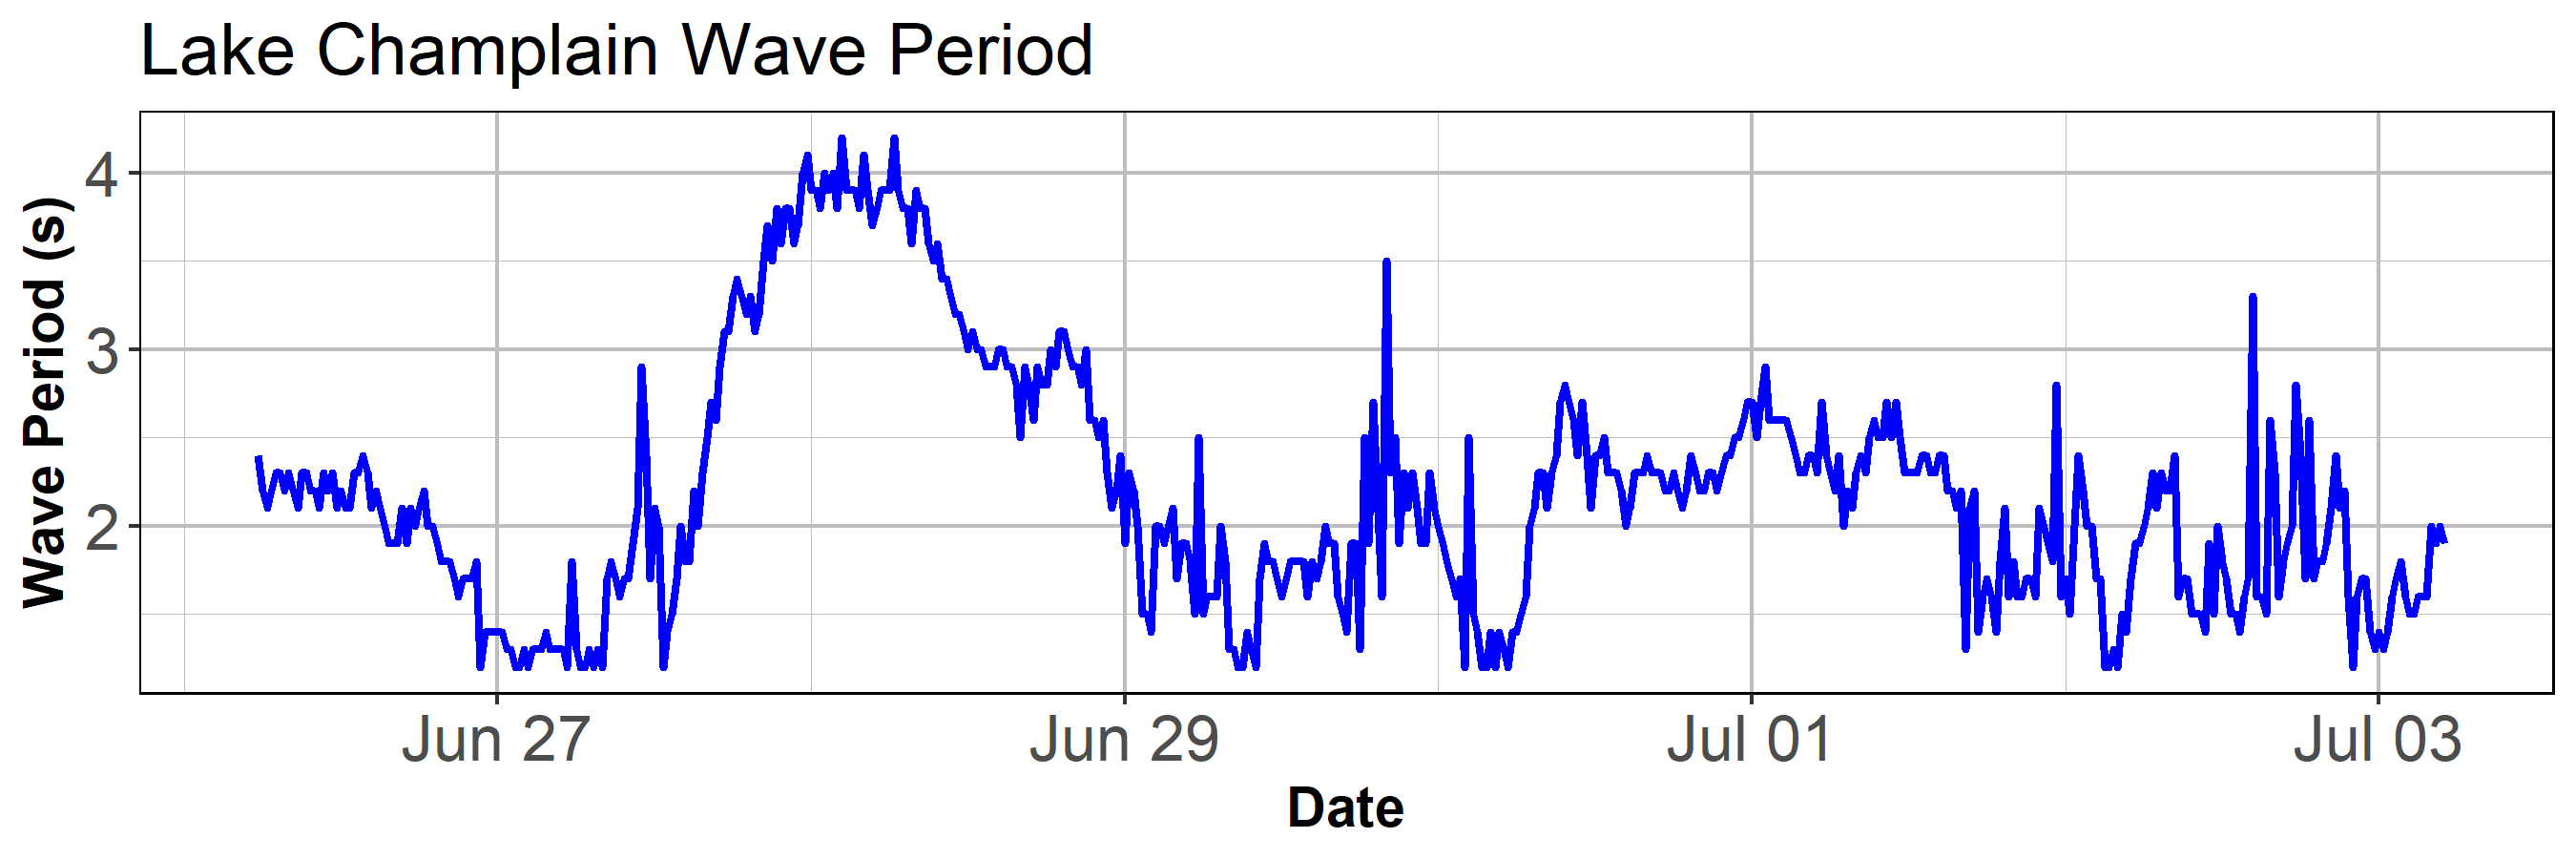 Lake Champlain Wave Period
Wave Period (s)
4
3
2
Jun 27
Jun 29
Jul 01
Jul 03
Date